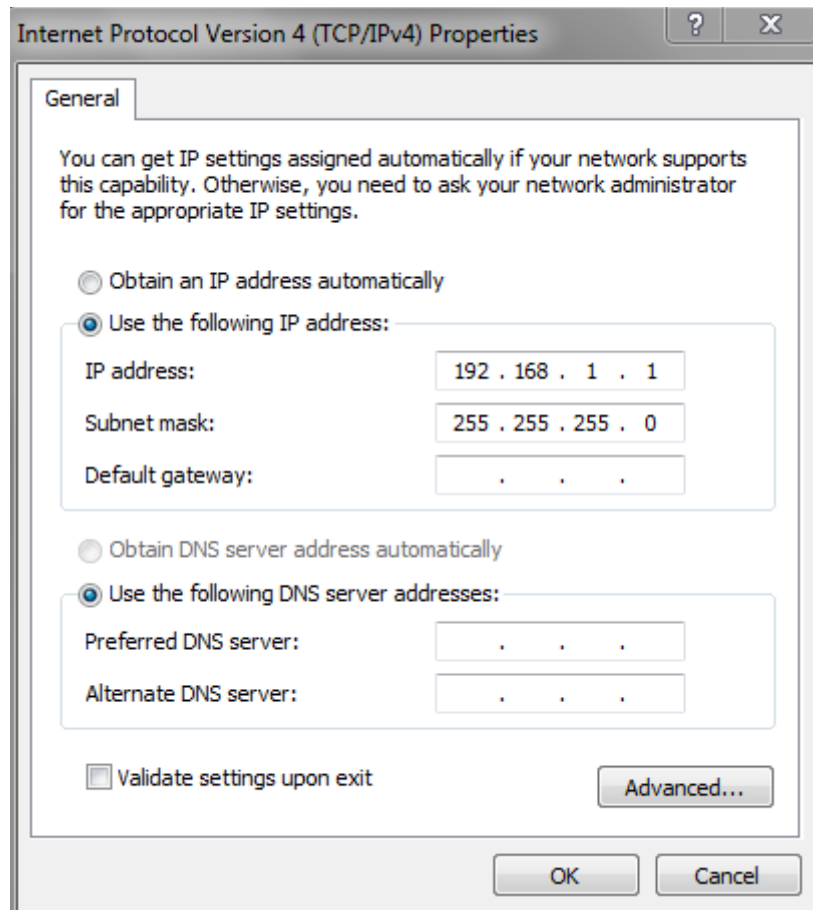 Internet Protocol Version 4 (TCP/IPv4) Properties
?
General
You can get IP settings assigned automatically if your network supports
this capability. Otherwise, you need to ask your network administrator
for the appropriate IP settings.
Obtain an IP address automatically
Use the following IP address:
IP address: 192 . 168 . 1 . 1
Subnet mask: 255 . 255 . 255 . 0
Default gateway: . . .
Obtain DNS server address automatically
Use the following DNS server addresses:
Preferred DNS server: . . .
Alternate DNS server: . . .
Validate settings upon exit
Advanced...
OK Cancel